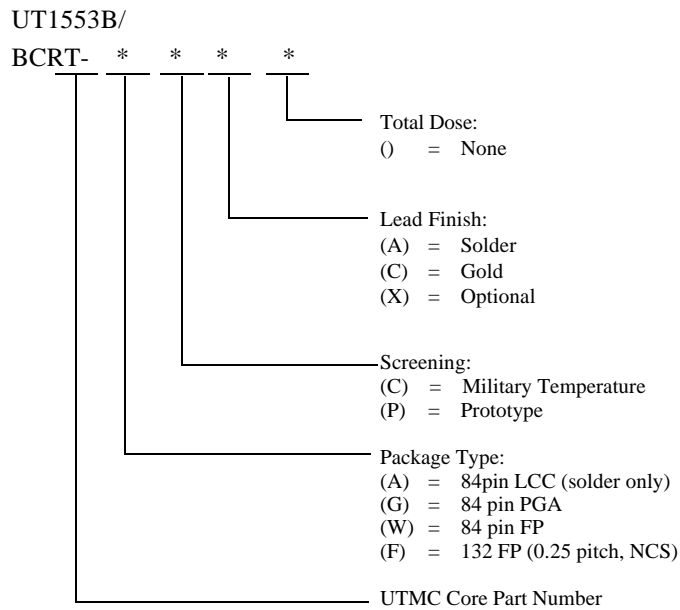 UT1553B/
BCRT- * * * *
Total Dose:
() = None
Lead Finish:
(A) = Solder
(C) = Gold
(X) = Optional
Screening:
(C) = Military Temperature
(P) = Prototype
Package Type:
(A) = 84pin LCC (solder only)
(G) = 84 pin PGA
(W) = 84 pin FP
(F) = 132 FP (0.25 pitch, NCS)
UTMC Core Part Number